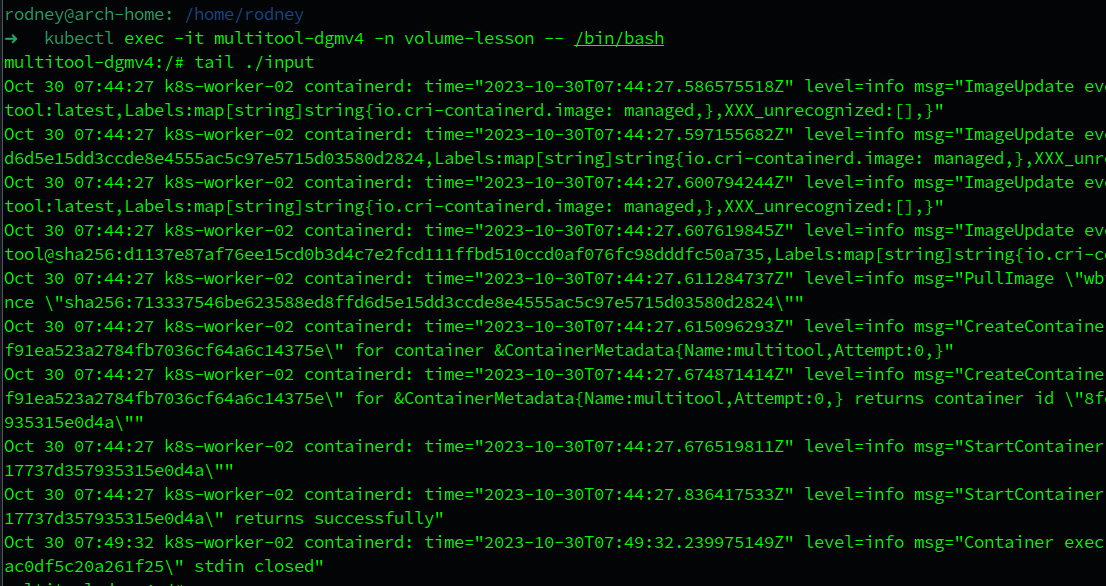 rodney@arch-home: /home/rodney
→ kubectl exec -it multitool-dgmv4 -n volume-lesson -- /bin/bash
multitool-dgmv4:/# tail ./input
Oct 30 07:44:27 k8s-worker-02 containerd: time="2023-10-30T07:44:27.586575518Z" level=info msg="ImageUpdate eve
tool:latest,Labels:map[string]string{io.cri-containerd.image: managed,},XXX_unrecognized:[],}"
Oct 30 07:44:27 k8s-worker-02 containerd: time="2023-10-30T07:44:27.597155682Z" level=info msg="ImageUpdate eve
d6d5e15dd3ccde8e4555ac5c97e5715d03580d2824,Labels:map[string]string{io.cri-containerd.image: managed,},XXX_unre
Oct 30 07:44:27 k8s-worker-02 containerd: time="2023-10-30T07:44:27.600794244Z" level=info msg="ImageUpdate eve
tool:latest,Labels:map[string]string{io.cri-containerd.image: managed,},XXX_unrecognized:[],}"
Oct 30 07:44:27 k8s-worker-02 containerd: time="2023-10-30T07:44:27.607619845Z" level=info msg="ImageUpdate eve
tool@sha256:d1137e87af76ee15cd0b3d4c7e2fcd111ffbd510ccd0af076fc98dddfc50a735,Labels:map[string]string{io.cri-co
Oct 30 07:44:27 k8s-worker-02 containerd: time="2023-10-30T07:44:27.611284737Z" level=info msg="PullImage \"wb
nce \"sha256:713337546be623588ed8ffd6d5e15dd3ccde8e4555ac5c97e5715d03580d2824\""
Oct 30 07:44:27 k8s-worker-02 containerd: time="2023-10-30T07:44:27.615096293Z" level=info msg="CreateContaine
f91ea523a2784fb7036cf64a6c14375e\" for container &ContainerMetadata{Name:multitool,Attempt:0,}"
Oct 30 07:44:27 k8s-worker-02 containerd: time="2023-10-30T07:44:27.674871414Z" level=info msg="CreateContaine
f91ea523a2784fb7036cf64a6c14375e\" for &ContainerMetadata{Name:multitool,Attempt:0,} returns container id \"8f
935315e0d4a\""
Oct 30 07:44:27 k8s-worker-02 containerd: time="2023-10-30T07:44:27.676519811Z" level=info msg="StartContainer
17737d357935315e0d4a\""
Oct 30 07:44:27 k8s-worker-02 containerd: time="2023-10-30T07:44:27.836417533Z" level=info msg="StartContainer
17737d357935315e0d4a\" returns successfully"
Oct 30 07:49:32 k8s-worker-02 containerd: time="2023-10-30T07:49:32.239975149Z" level=info msg="Container exec
ac0df5c20a261f25\" stdin closed"